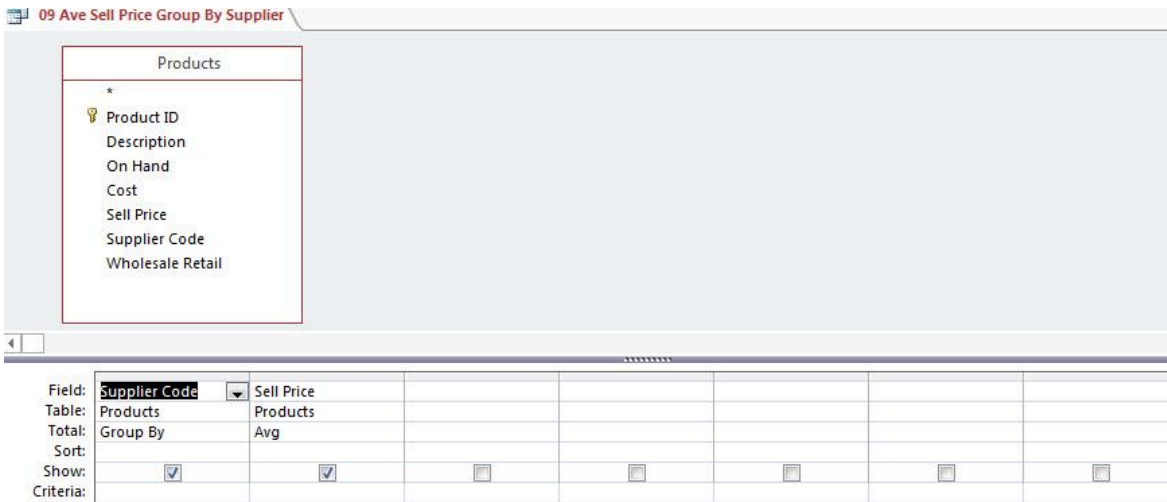 09 Ave Sell Price Group By Supplier
Products
*
Product ID
Description
On Hand
Cost
Sell Price
Supplier Code
Wholesale Retail
Field: Supplier Code Sell Price
Table: Products Products
Total: Group By Avg
Sort:
Show:
Criteria: